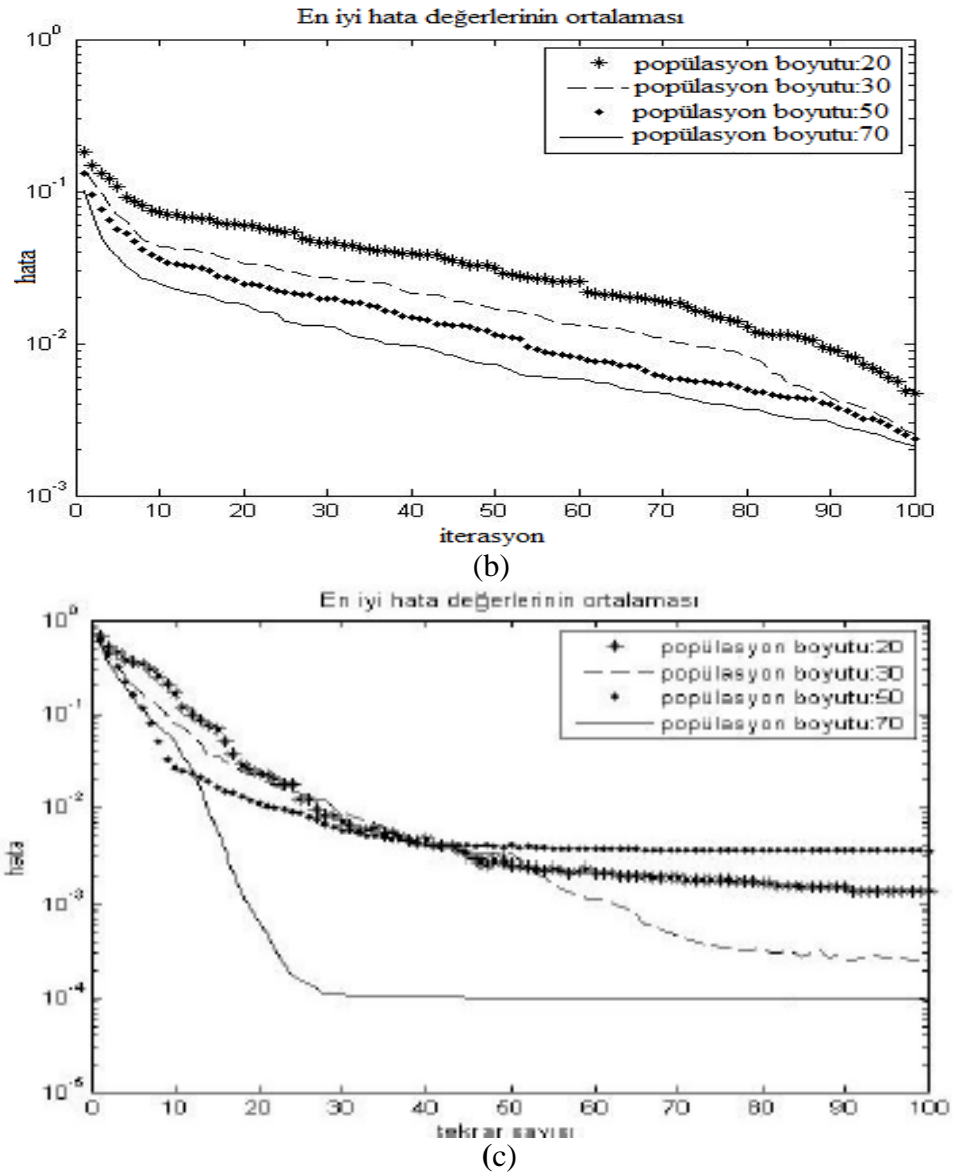 En iyi hata değerlerinin ortalaması
10^0
popülasyon boyutu:20
popülasyon boyutu:30
popülasyon boyutu:50
popülasyon boyutu:70
10^-1
hata
10^-2
10^-3
0 10 20 30 40 50 60 70 80 90 100
iterasyon
(b)
En iyi hata değerlerinin ortalaması
10^0
popülasyon boyutu:20
popülasyon boyutu:30
popülasyon boyutu:50
popülasyon boyutu:70
10^-1
10^-2
hata
10^-3
10^-4
10^-5
0 10 20 30 40 50 60 70 80 90 100
tekrar sayısı
(c)